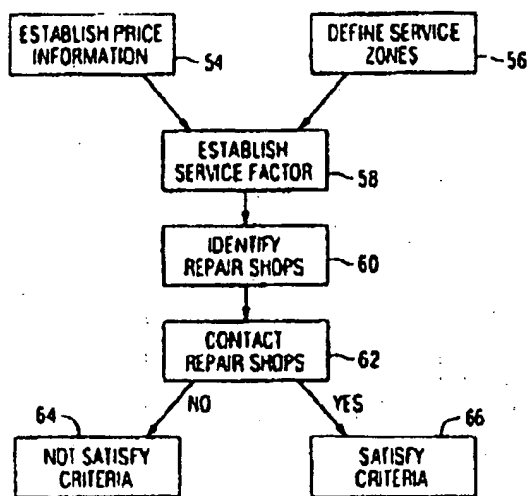 ESTABLISH PRICE
INFORMATION
54
DEFINE SERVICE
ZONES
56
ESTABLISH
SERVICE FACTOR
58
IDENTIFY
REPAIR SHOPS
60
CONTACT
REPAIR SHOPS
62
NO
YES
64
NOT SATISFY
CRITERIA
66
SATISFY
CRITERIA